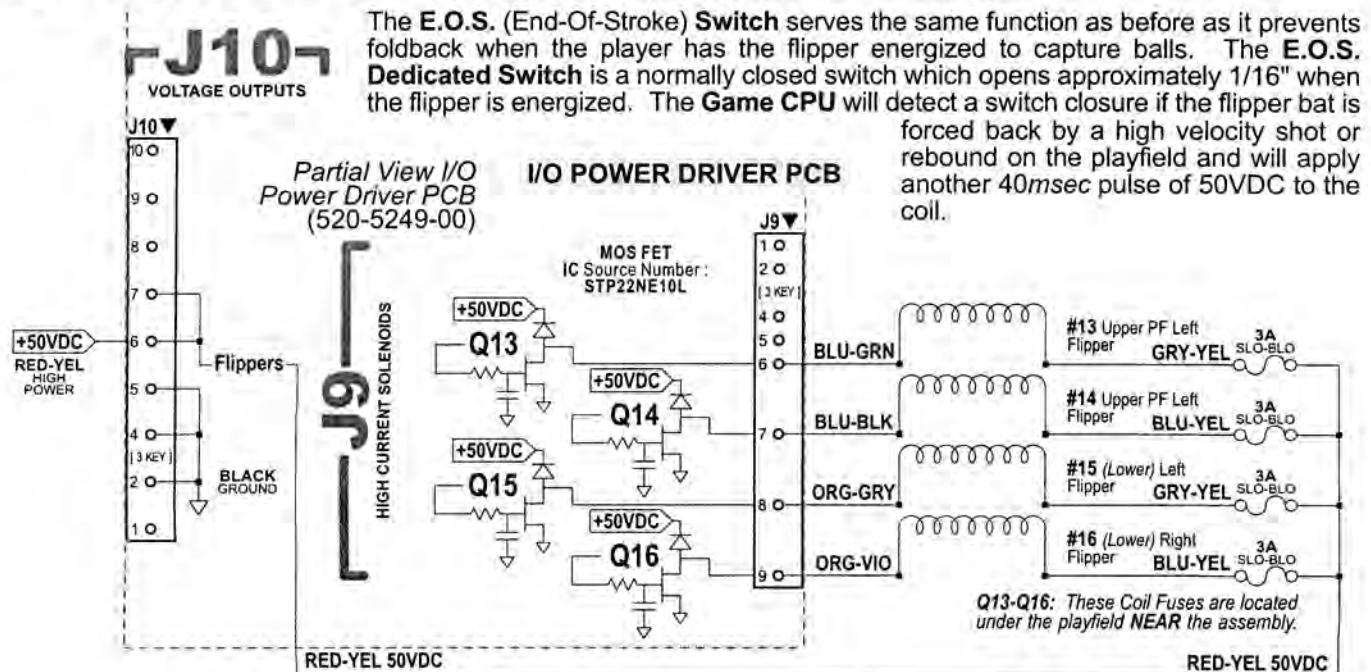 The E.O.S. (End-Of-Stroke) Switch serves the same function as before as it prevents
foldback when the player has the flipper energized to capture balls. The E.O.S.
Dedicated Switch is a normally closed switch which opens approximately 1/16" when
the flipper is energized. The Game CPU will detect a switch closure if the flipper bat is
forced back by a high velocity shot or
rebound on the playfield and will apply
another 40msec pulse of 50VDC to the
coil.
J10
VOLTAGE OUTPUTS
J10▼
10
9
8
7
6
5
4
[3 KEY]
2
1
+50VDC
RED-YEL
HIGH
POWER
Flippers
BLACK
GROUND
Partial View I/O
Power Driver PCB
(520-5249-00)
I/O POWER DRIVER PCB
J9
HIGH CURRENT SOLENOIDS
MOS FET
IC Source Number :
STP22NE10L
+50VDC
Q13
+50VDC
Q14
+50VDC
Q15
+50VDC
Q16
J9▼
1
2
[3 KEY]
4
5
6
7
8
9
BLU-GRN
BLU-BLK
ORG-GRY
ORG-VIO
#13 Upper PF Left
Flipper
GRY-YEL
3A
SLO-BLO
#14 Upper PF Left
Flipper
BLU-YEL
3A
SLO-BLO
#15 (Lower) Left
Flipper
GRY-YEL
3A
SLO-BLO
#16 (Lower) Right
Flipper
BLU-YEL
3A
SLO-BLO
Q13-Q16: These Coil Fuses are located
under the playfield NEAR the assembly.
RED-YEL 50VDC
RED-YEL 50VDC